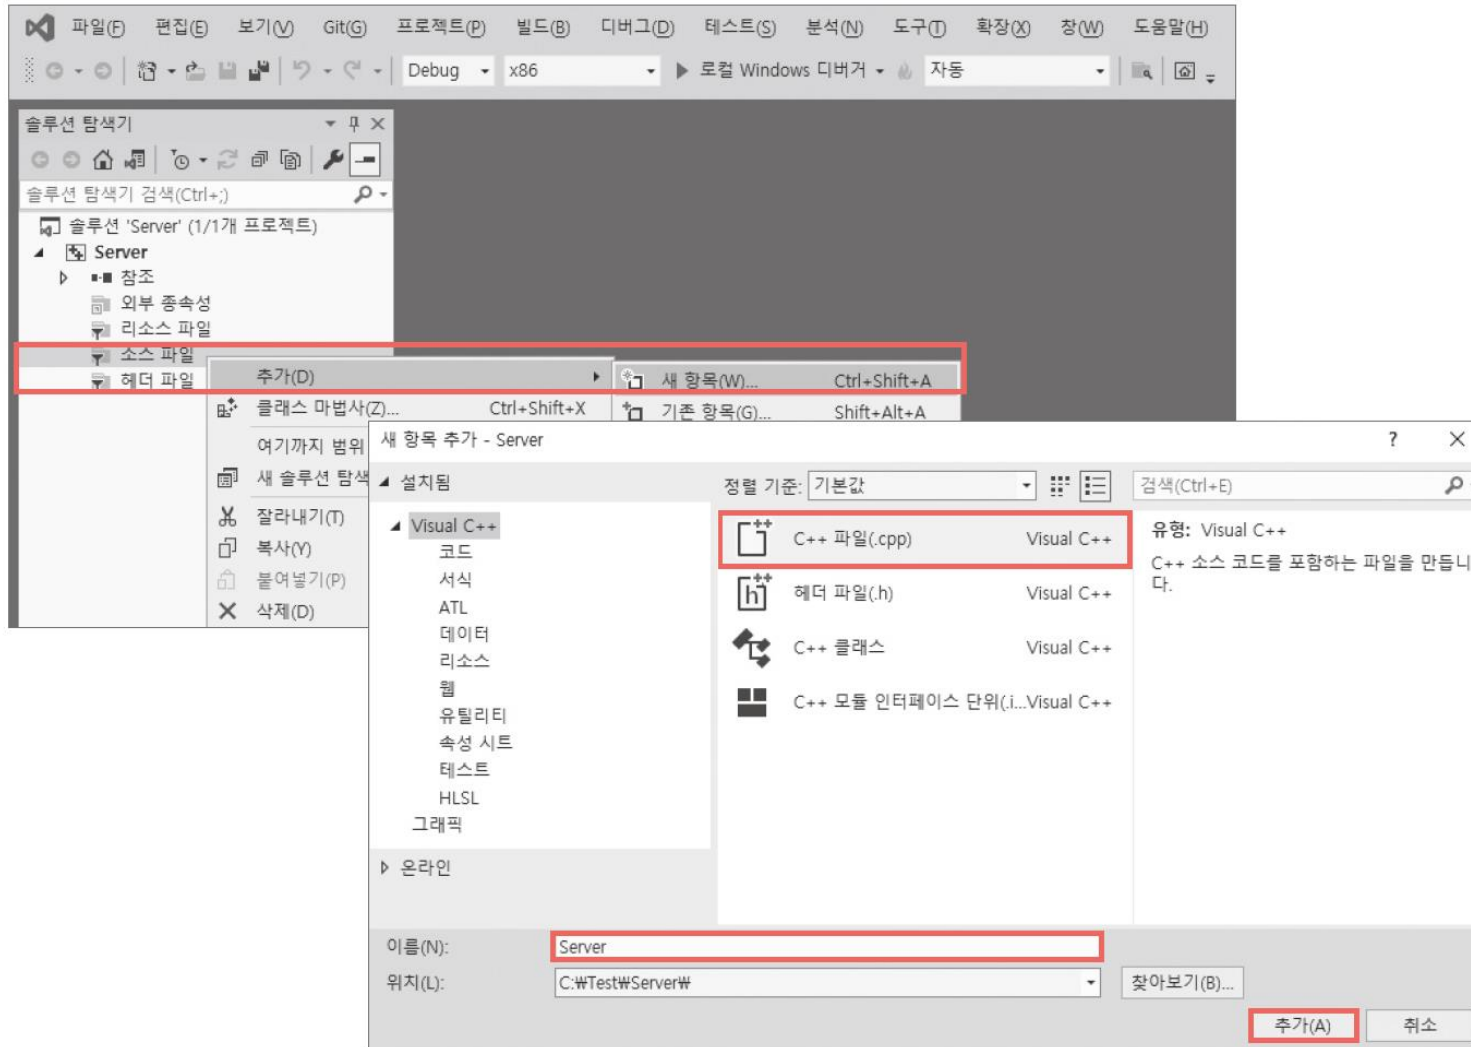 파일(F) 편집(E) 보기(V) Git(G) 프로젝트(P) 빌드(B) 디버그(D) 테스트(S) 분석(N) 도구(T) 확장(X) 창(W) 도움말(H)
Debug x86 로컬 Windows 디버거 자동
솔루션 탐색기
솔루션 탐색기 검색(Ctrl+;)
솔루션 'Server' (1/1개 프로젝트)
Server
참조
외부 종속성
리소스 파일
소스 파일
헤더 파일
추가(D)
새 항목(W)... Ctrl+Shift+A
클래스 마법사(Z)... Ctrl+Shift+X
기존 항목(G)... Shift+Alt+A
여기까지 범위
새 솔루션 탐색
잘라내기(T)
복사(Y)
붙여넣기(P)
삭제(D)
새 항목 추가 - Server ?
설치됨
정렬 기준: 기본값
검색(Ctrl+E)
Visual C++
코드
서식
ATL
데이터
리소스
웹
유틸리티
속성 시트
테스트
HLSL
그래픽
온라인
C++ 파일(.cpp) Visual C++
헤더 파일(.h) Visual C++
C++ 클래스 Visual C++
C++ 모듈 인터페이스 단위(.i...Visual C++
유형: Visual C++
C++ 소스 코드를 포함하는 파일을 만듭니
다.
이름(N): Server
위치(L): C:₩Test₩Server₩ 찾아보기(B)...
추가(A) 취소